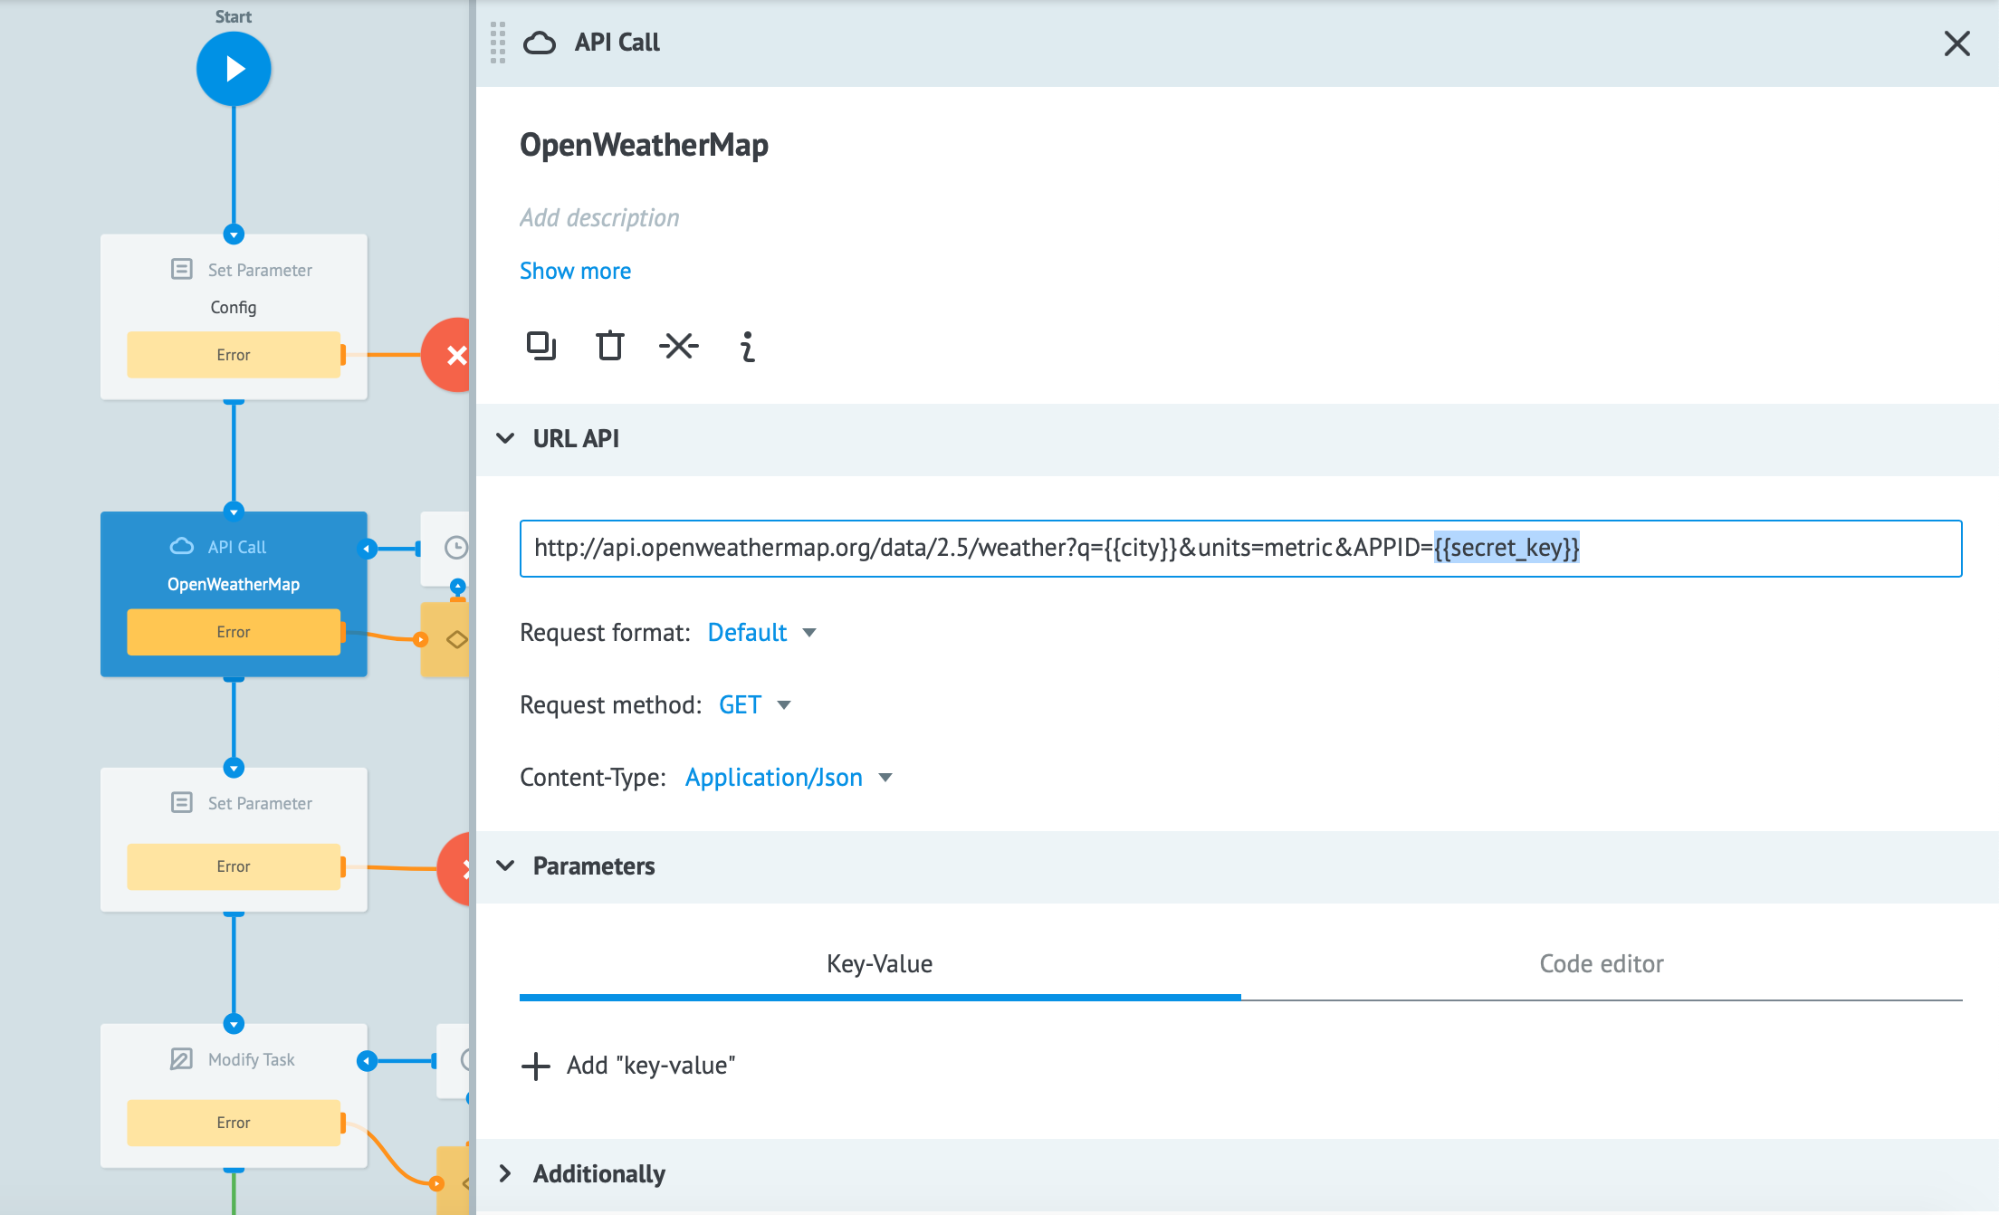 Start
Set Parameter
Config
Error
API Call
OpenWeatherMap
Error
Set Parameter
Error
Modify Task
Error
API Call
OpenWeatherMap
Add description
Show more
URL API
http://api.openweathermap.org/data/2.5/weather?q={{city}}&units=metric&APPID={{secret_key}}
Request format: Default
Request method: GET
Content-Type: Application/Json
Parameters
Key-Value
Code editor
Add "key-value"
Additionally